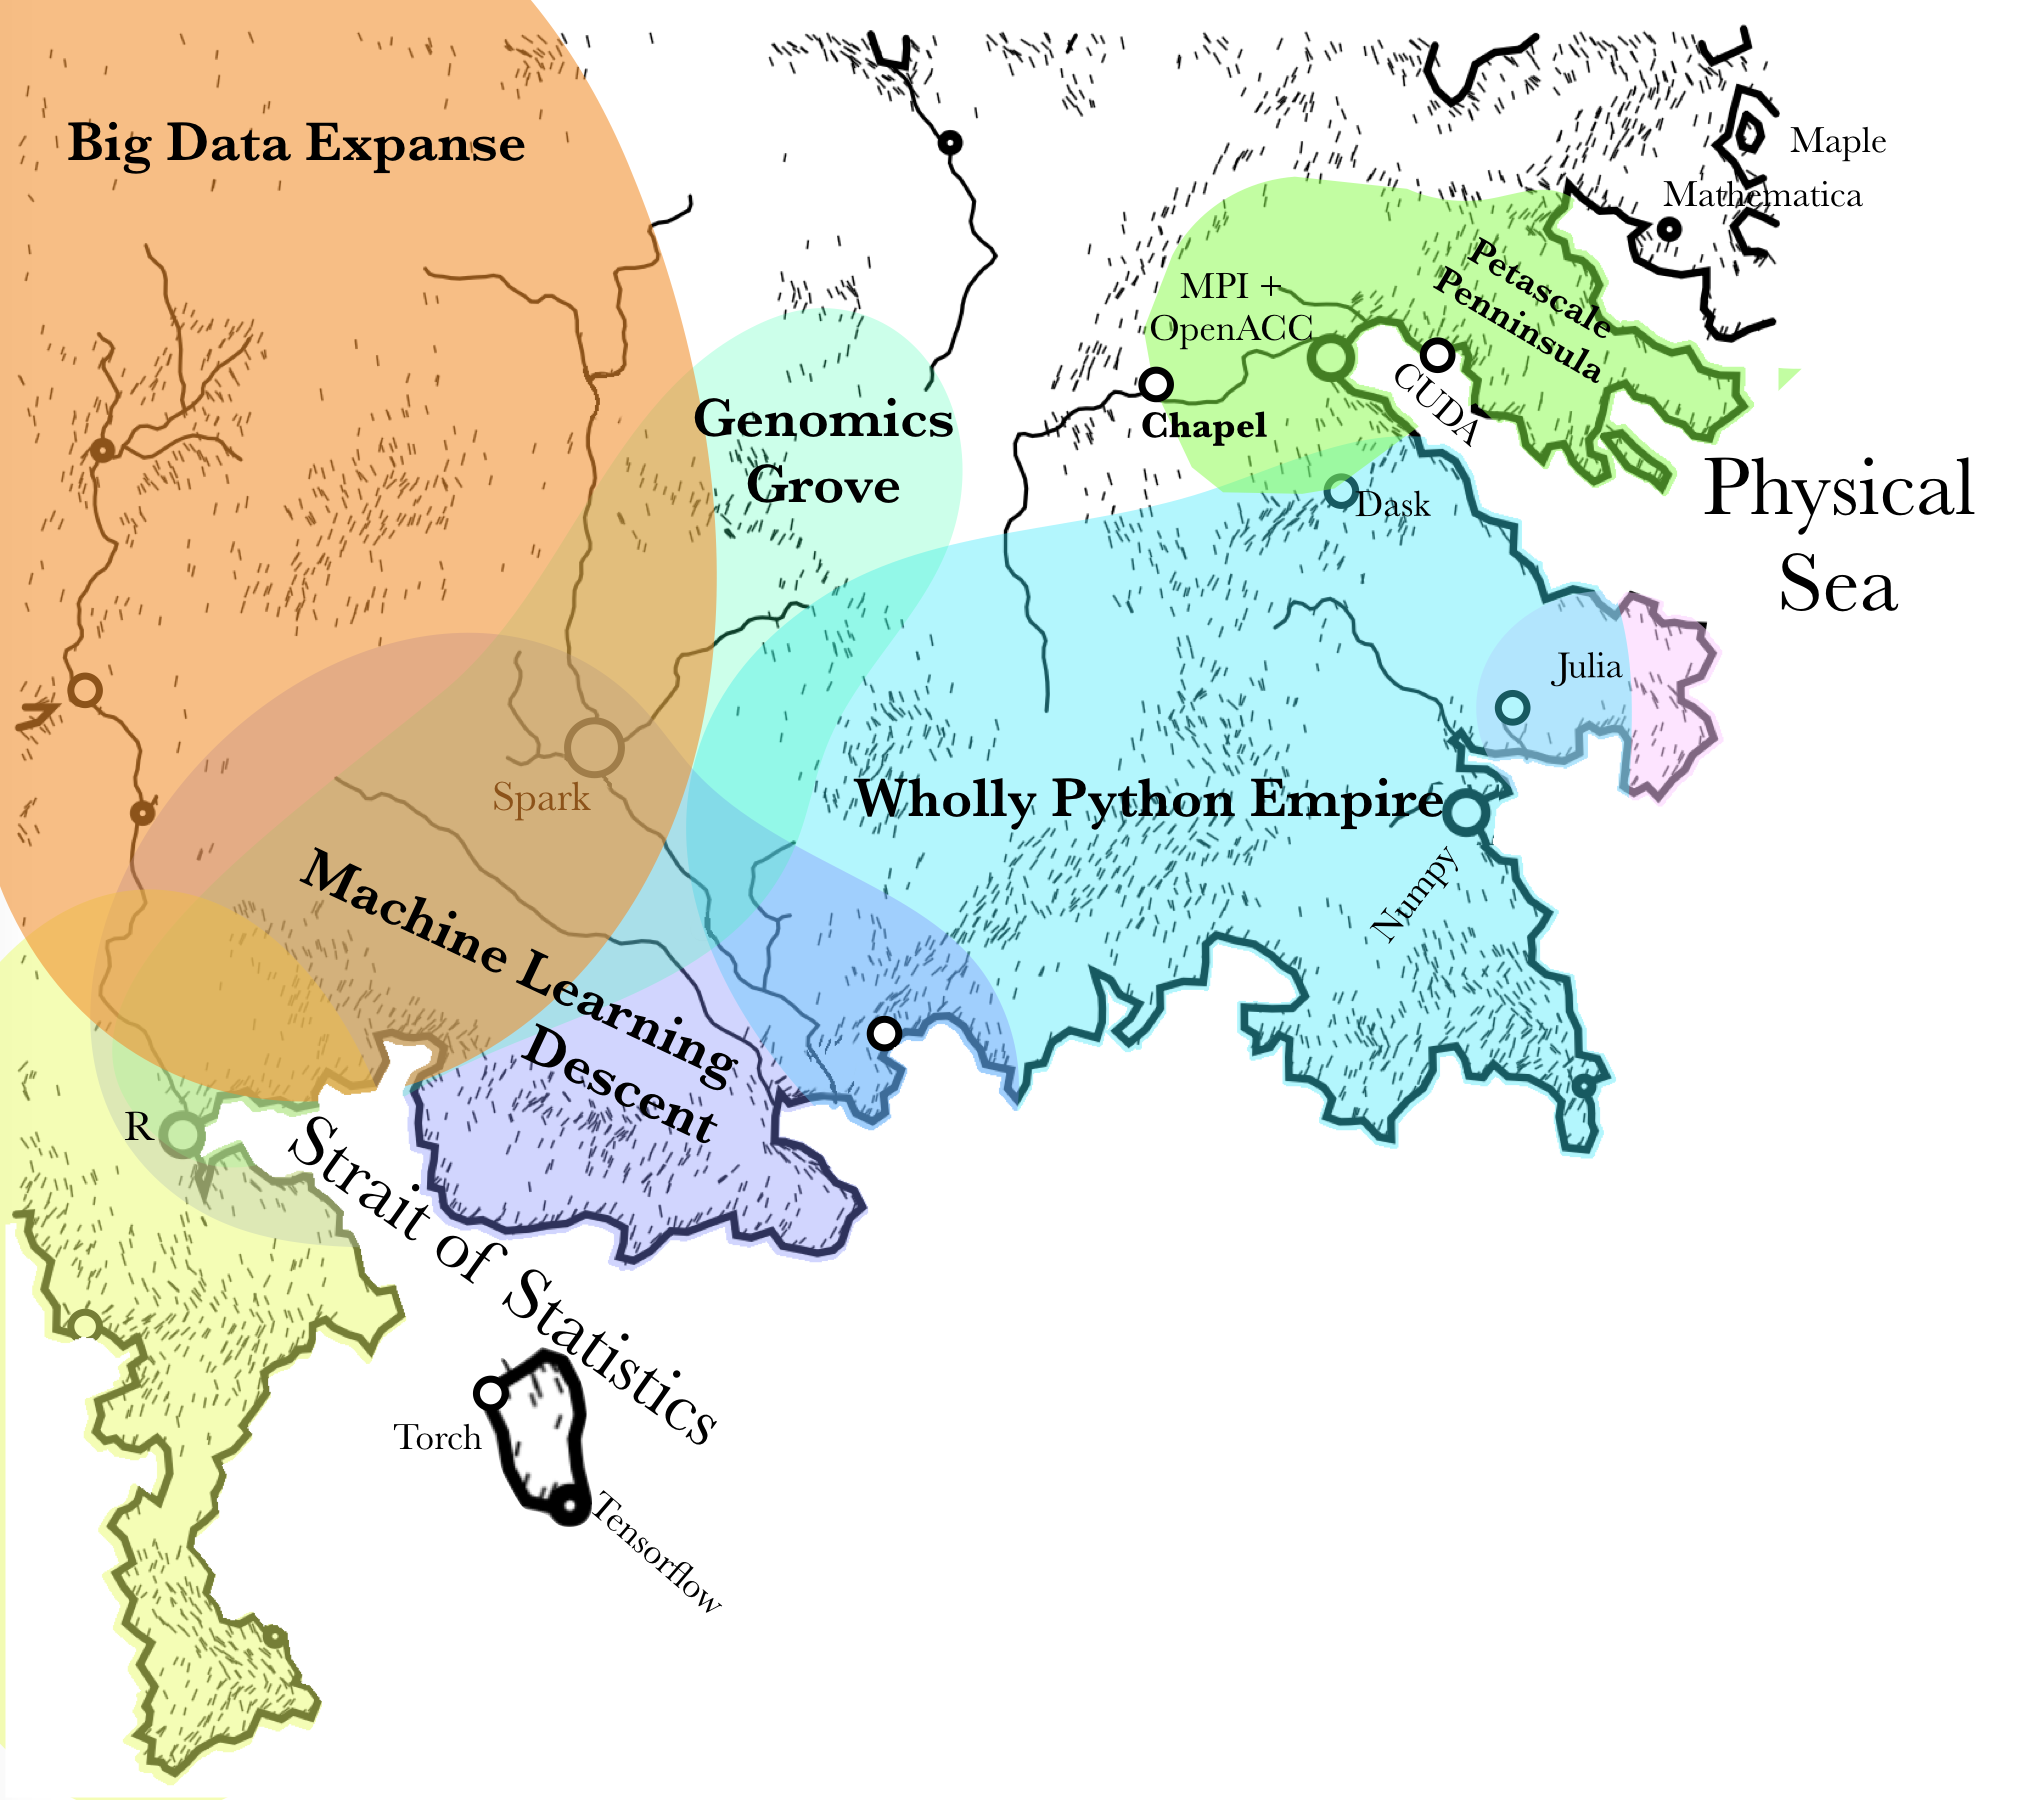 Big Data Expanse
Maple
Mathematica
Petascale
Penninsula
MPI +
OpenACC
CUDA
Chapel
Genomics
Grove
Dask
Physical
Sea
Julia
Spark
Wholly Python Empire
Numpy
Machine Learning
Descent
R
Strait of Statistics
Torch
Tensorflow